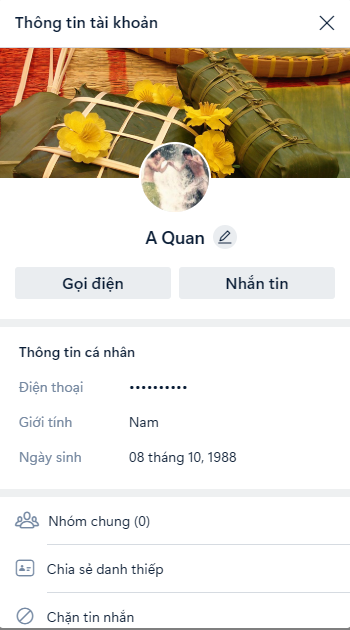 Thông tin tài khoản
A Quan
Gọi điện Nhắn tin
Thông tin cá nhân
Điện thoại ••••••••••
Giới tính Nam
Ngày sinh 08 tháng 10, 1988
Nhóm chung (0)
Chia sẻ danh thiếp
Chặn tin nhắn